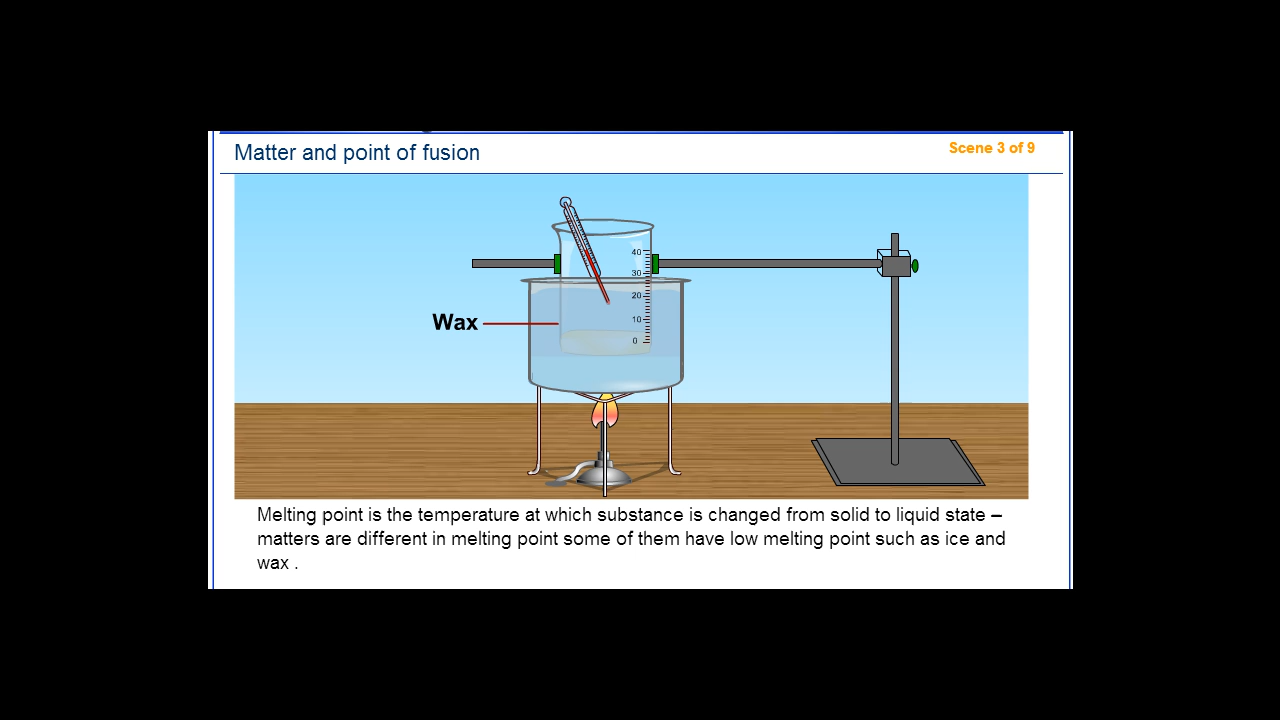 Matter and point of fusion
Scene 3 of 9
40
30
20
Wax
10
0
Melting point is the temperature at which substance is changed from solid to liquid state –
matters are different in melting point some of them have low melting point such as ice and
wax .